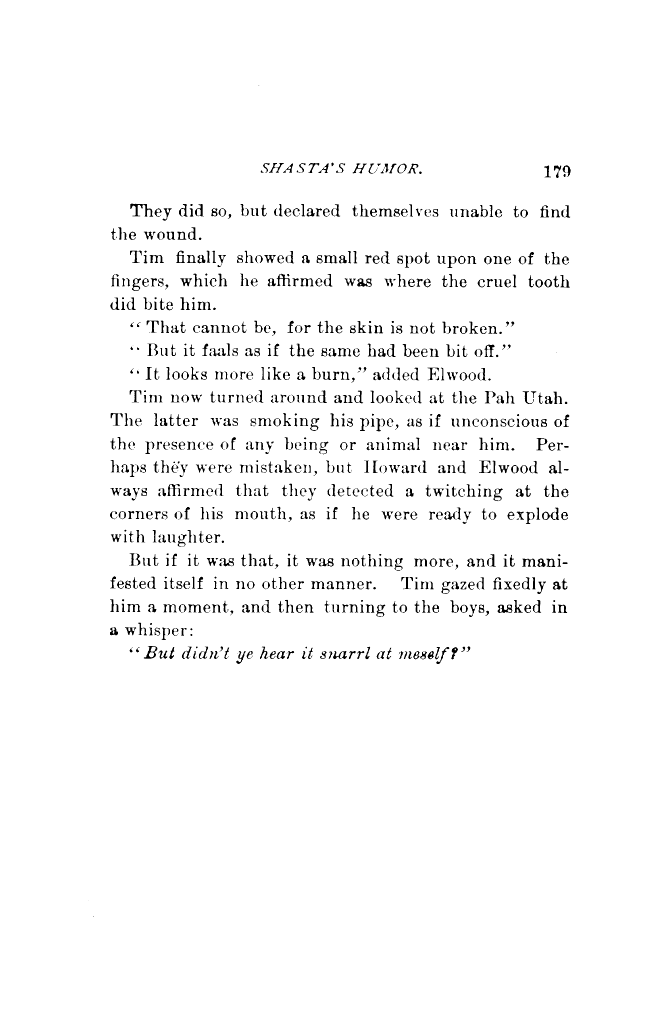 SHASTA'S HUMOR. 179
They did so, but declared themselves unable to find
the wound.
Tim finally showed a small red spot upon one of the
fingers, which he affirmed was where the cruel tooth
did bite him.
“That cannot be, for the skin is not broken.”
“But it faals as if the same had been bit off.”
“It looks more like a burn,” added Elwood.
Tim now turned around and looked at the Pah Utah.
The latter was smoking his pipe, as if unconscious of
the presence of any being or animal near him. Per-
haps they were mistaken, but Howard and Elwood al-
ways affirmed that they detected a twitching at the
corners of his mouth, as if he were ready to explode
with laughter.
But if it was that, it was nothing more, and it mani-
fested itself in no other manner. Tim gazed fixedly at
him a moment, and then turning to the boys, asked in
a whisper:
“But didn't ye hear it snarrl at meself?”